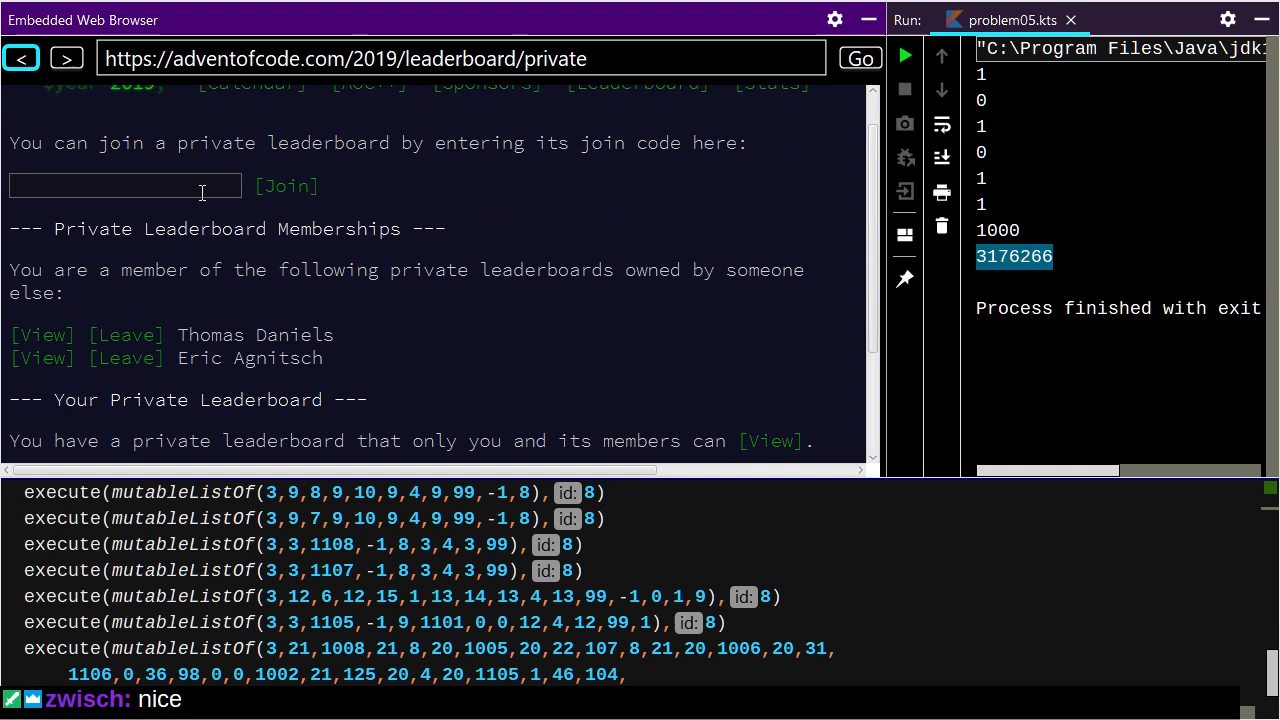 Embedded Web Browser
Run: problem05.kts
< > https://adventofcode.com/2019/leaderboard/private Go
$year=2019; [Calendar] [AoC++] [Sponsors] [Leaderboard] [Stats]
You can join a private leaderboard by entering its join code here:
[Join]
--- Private Leaderboard Memberships ---
You are a member of the following private leaderboards owned by someone
else:
[View] [Leave] Thomas Daniels
[View] [Leave] Eric Agnitsch
--- Your Private Leaderboard ---
You have a private leaderboard that only you and its members can [View].
"C:\Program Files\Java\jdk
1
0
1
0
1
1
1000
3176266
Process finished with exit
execute(mutableListOf(3,9,8,9,10,9,4,9,99,-1,8), id: 8)
execute(mutableListOf(3,9,7,9,10,9,4,9,99,-1,8), id: 8)
execute(mutableListOf(3,3,1108,-1,8,3,4,3,99), id: 8)
execute(mutableListOf(3,3,1107,-1,8,3,4,3,99), id: 8)
execute(mutableListOf(3,12,6,12,15,1,13,14,13,4,13,99,-1,0,1,9), id: 8)
execute(mutableListOf(3,3,1105,-1,9,1101,0,0,12,4,12,99,1), id: 8)
execute(mutableListOf(3,21,1008,21,8,20,1005,20,22,107,8,21,20,1006,20,31,
1106,0,36,98,0,0,1002,21,125,20,4,20,1105,1,46,104,
zwisch: nice